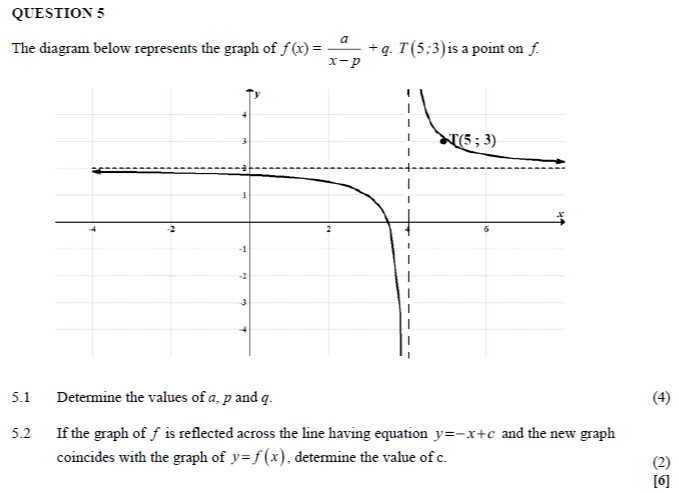 QUESTION 5
The diagram below represents the graph of f(x) = a/(x−p) + q. T(5;3) is a point on f.
y
4
3
T(5 ; 3)
2
1
x
-4 -2 2 4 6
-1
-2
-3
-4
5.1 Determine the values of a, p and q. (4)
5.2 If the graph of f is reflected across the line having equation y=−x+c and the new graph
coincides with the graph of y=f(x), determine the value of c. (2)
[6]